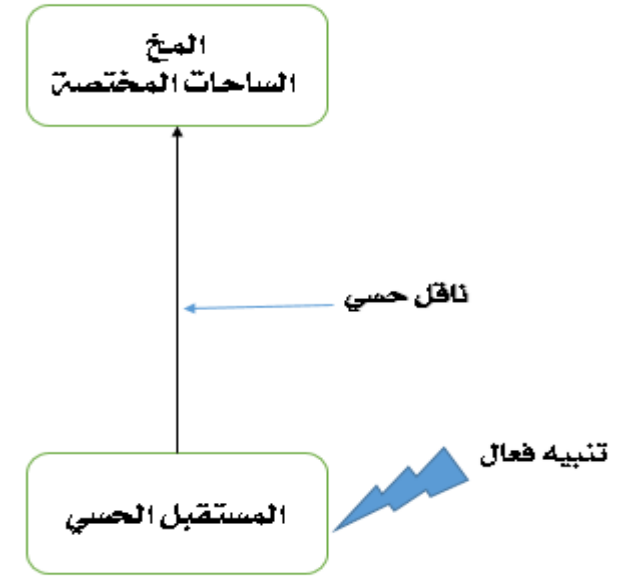 المخ
الساحات المختصة
ناقل حسي
تنبيه فعال
المستقبل الحسي